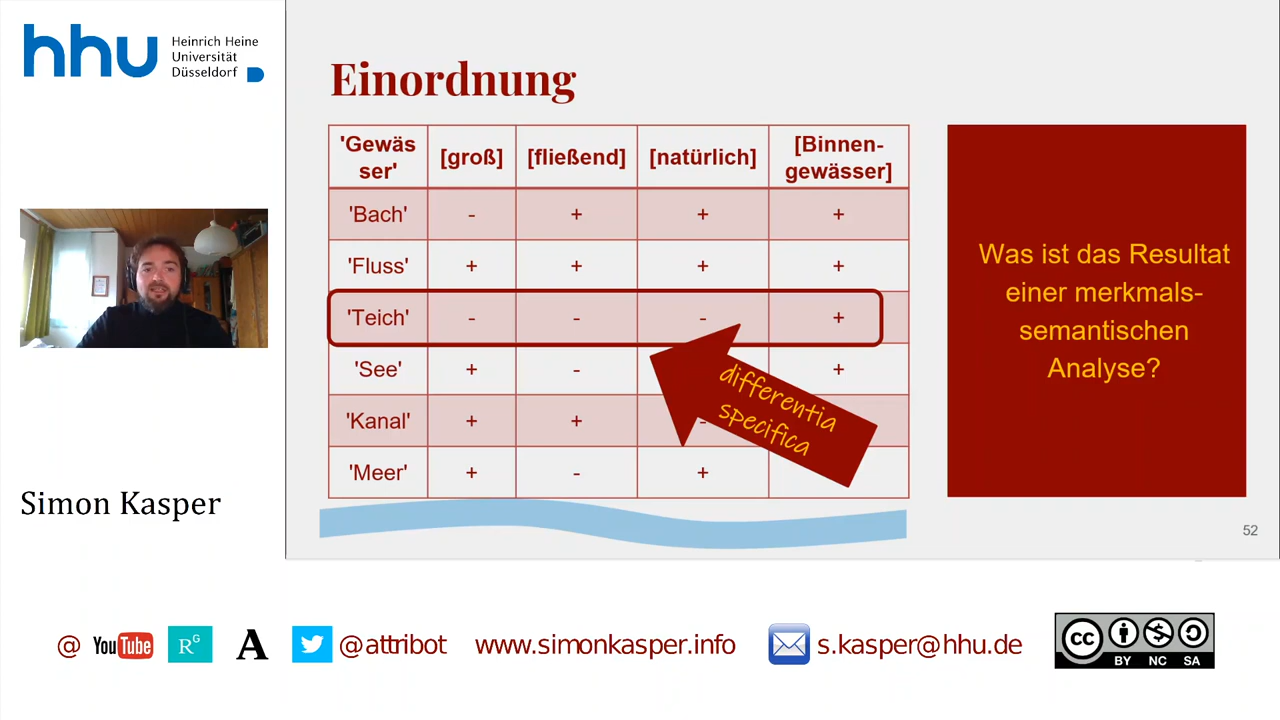 hhu
Heinrich Heine
Universität
Düsseldorf
Einordnung
'Gewäs
ser'
[groß]
[fließend]
[natürlich]
[Binnen-
gewässer]
'Bach' - + + +
'Fluss' + + + +
'Teich' - - - +
'See' + - +
'Kanal' + + -
'Meer' + - +
differentia
specifica
Was ist das Resultat
einer merkmals-
semantischen
Analyse?
52
Simon Kasper
@ YouTube RG A @attribot www.simonkasper.info s.kasper@hhu.de
cc
BY NC SA